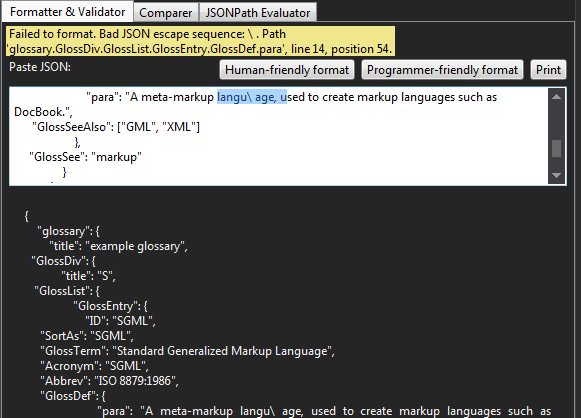 Formatter & Validator Comparer JSONPath Evaluator
Failed to format. Bad JSON escape sequence: \ . Path
'glossary.GlossDiv.GlossList.GlossEntry.GlossDef.para', line 14, position 54.
Paste JSON: Human-friendly format Programmer-friendly format Print
"para": "A meta-markup langu\ age, used to create markup languages such as
DocBook.",
"GlossSeeAlso": ["GML", "XML"]
},
"GlossSee": "markup"
}
{
"glossary": {
"title": "example glossary",
"GlossDiv": {
"title": "S",
"GlossList": {
"GlossEntry": {
"ID": "SGML",
"SortAs": "SGML",
"GlossTerm": "Standard Generalized Markup Language",
"Acronym": "SGML",
"Abbrev": "ISO 8879:1986",
"GlossDef": {
"para": "A meta-markup langu\ age, used to create markup languages such as